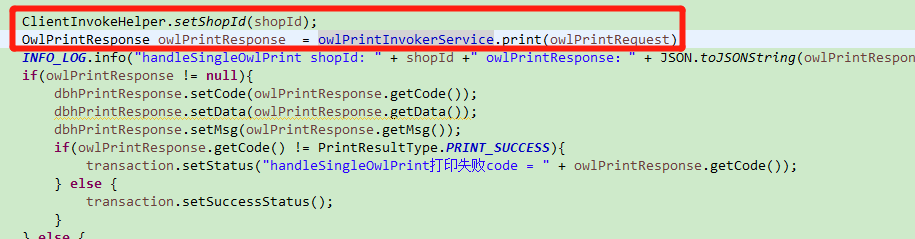 ClientInvokeHelper.setShopId(shopId);
OwlPrintResponse owlPrintResponse  = owlPrintInvokerService.print(owlPrintRequest)
INFO_LOG.info("handleSingleOwlPrint shopId: " + shopId +" owlPrintResponse: " + JSON.toJSONString(owlPrintRespon
if(owlPrintResponse != null){
dbhPrintResponse.setCode(owlPrintResponse.getCode());
dbhPrintResponse.setData(owlPrintResponse.getData());
dbhPrintResponse.setMsg(owlPrintResponse.getMsg());
if(owlPrintResponse.getCode() != PrintResultType.PRINT_SUCCESS){
transaction.setStatus("handleSingleOwlPrint打印失败code = " + owlPrintResponse.getCode());
} else {
transaction.setSuccessStatus();
}
} else {